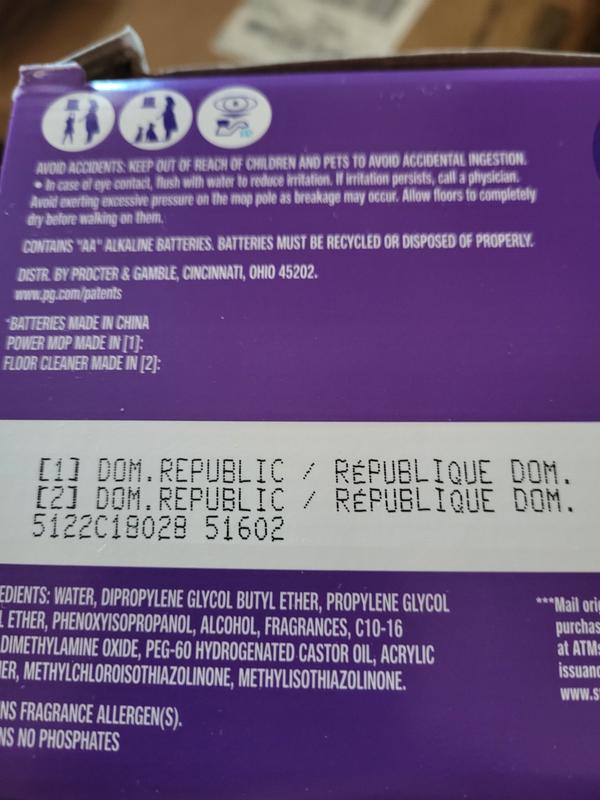 AVOID ACCIDENTS: KEEP OUT OF REACH OF CHILDREN AND PETS TO AVOID ACCIDENTAL INGESTION.
• In case of eye contact, flush with water to reduce irritation. If irritation persists, call a physician.
Avoid exerting excessive pressure on the mop pole as breakage may occur. Allow floors to completely
dry before walking on them.
CONTAINS "AA" ALKALINE BATTERIES. BATTERIES MUST BE RECYCLED OR DISPOSED OF PROPERLY.
DISTR. BY PROCTER & GAMBLE, CINCINNATI, OHIO 45202.
www.pg.com/patents
*BATTERIES MADE IN CHINA
POWER MOP MADE IN [1]:
FLOOR CLEANER MADE IN [2]:
[1] DOM.REPUBLIC / RÉPUBLIQUE DOM.
[2] DOM.REPUBLIC / RÉPUBLIQUE DOM.
5122C18028 51602
EDIENTS: WATER, DIPROPYLENE GLYCOL BUTYL ETHER, PROPYLENE GLYCOL
L ETHER, PHENOXYISOPROPANOL, ALCOHOL, FRAGRANCES, C10-16
DIMETHYLAMINE OXIDE, PEG-60 HYDROGENATED CASTOR OIL, ACRYLIC
ER, METHYLCHLOROISOTHIAZOLINONE, METHYLISOTHIAZOLINONE.
NS FRAGRANCE ALLERGEN(S).
NS NO PHOSPHATES
***Mail orig
purchas
at ATMs
issuanc
www.s